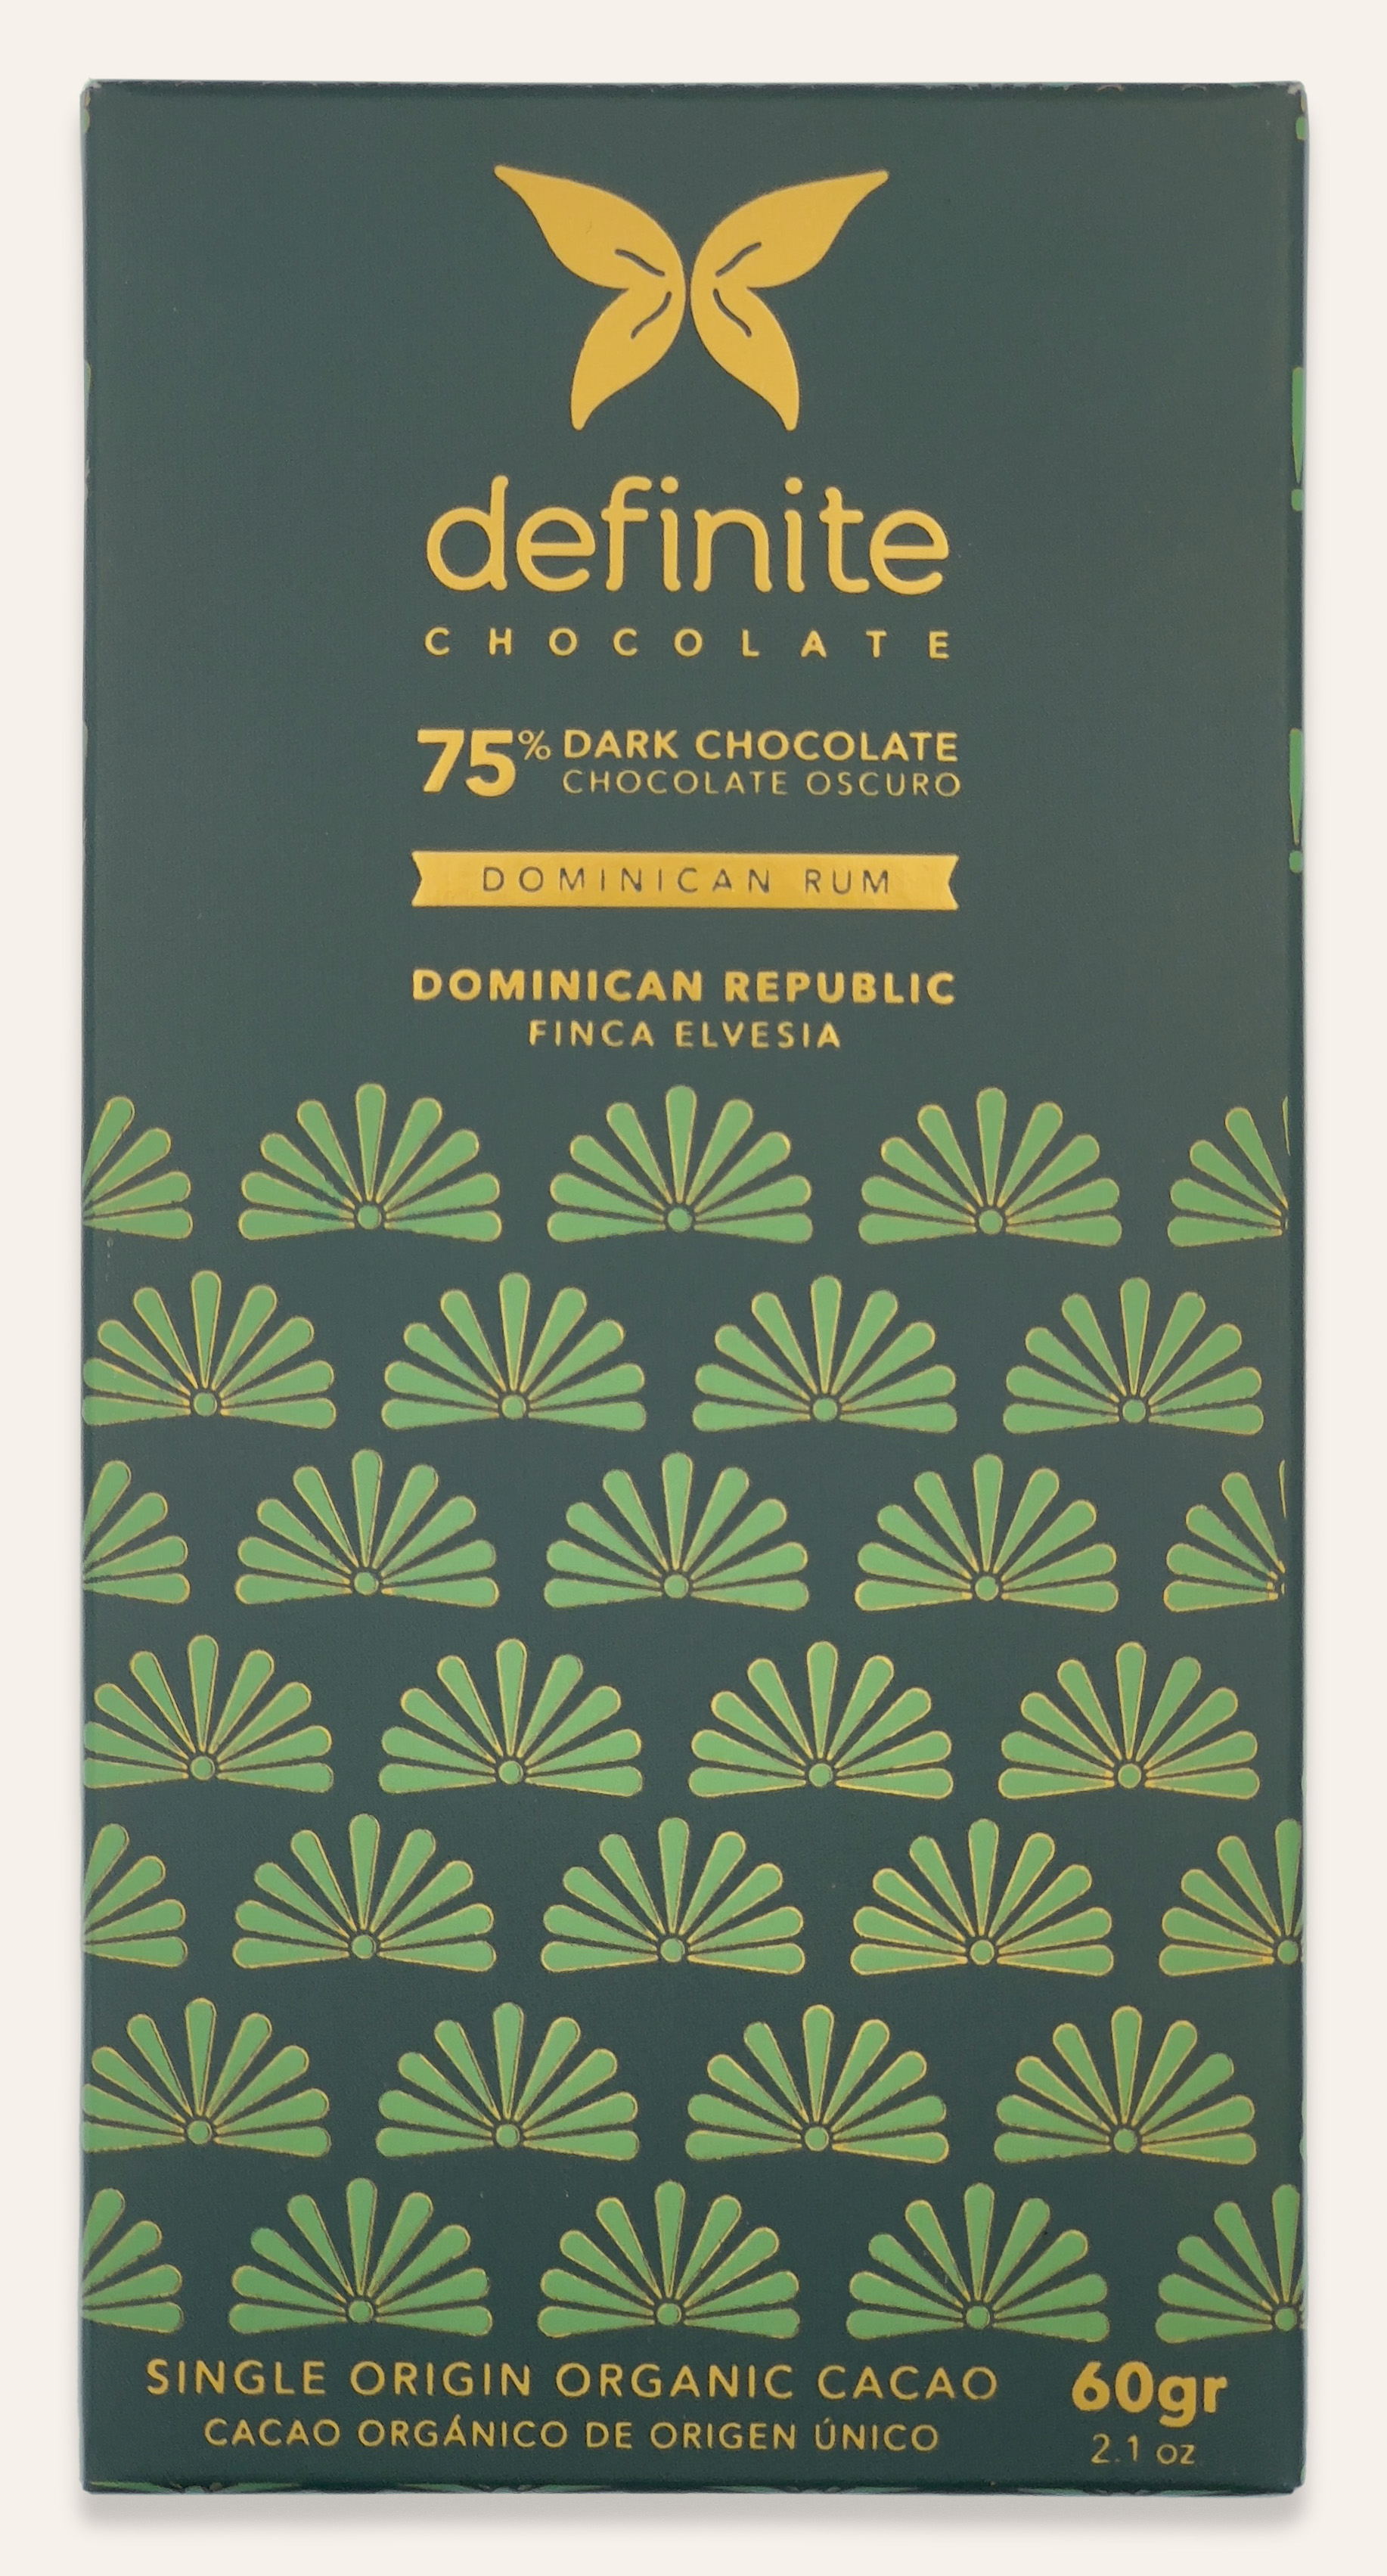 definite
CHOCOLATE
75% DARK CHOCOLATE
CHOCOLATE OSCURO
DOMINICAN RUM
DOMINICAN REPUBLIC
FINCA ELVESIA
SINGLE ORIGIN ORGANIC CACAO
CACAO ORGÁNICO DE ORIGEN ÚNICO
60gr
2.1 oz